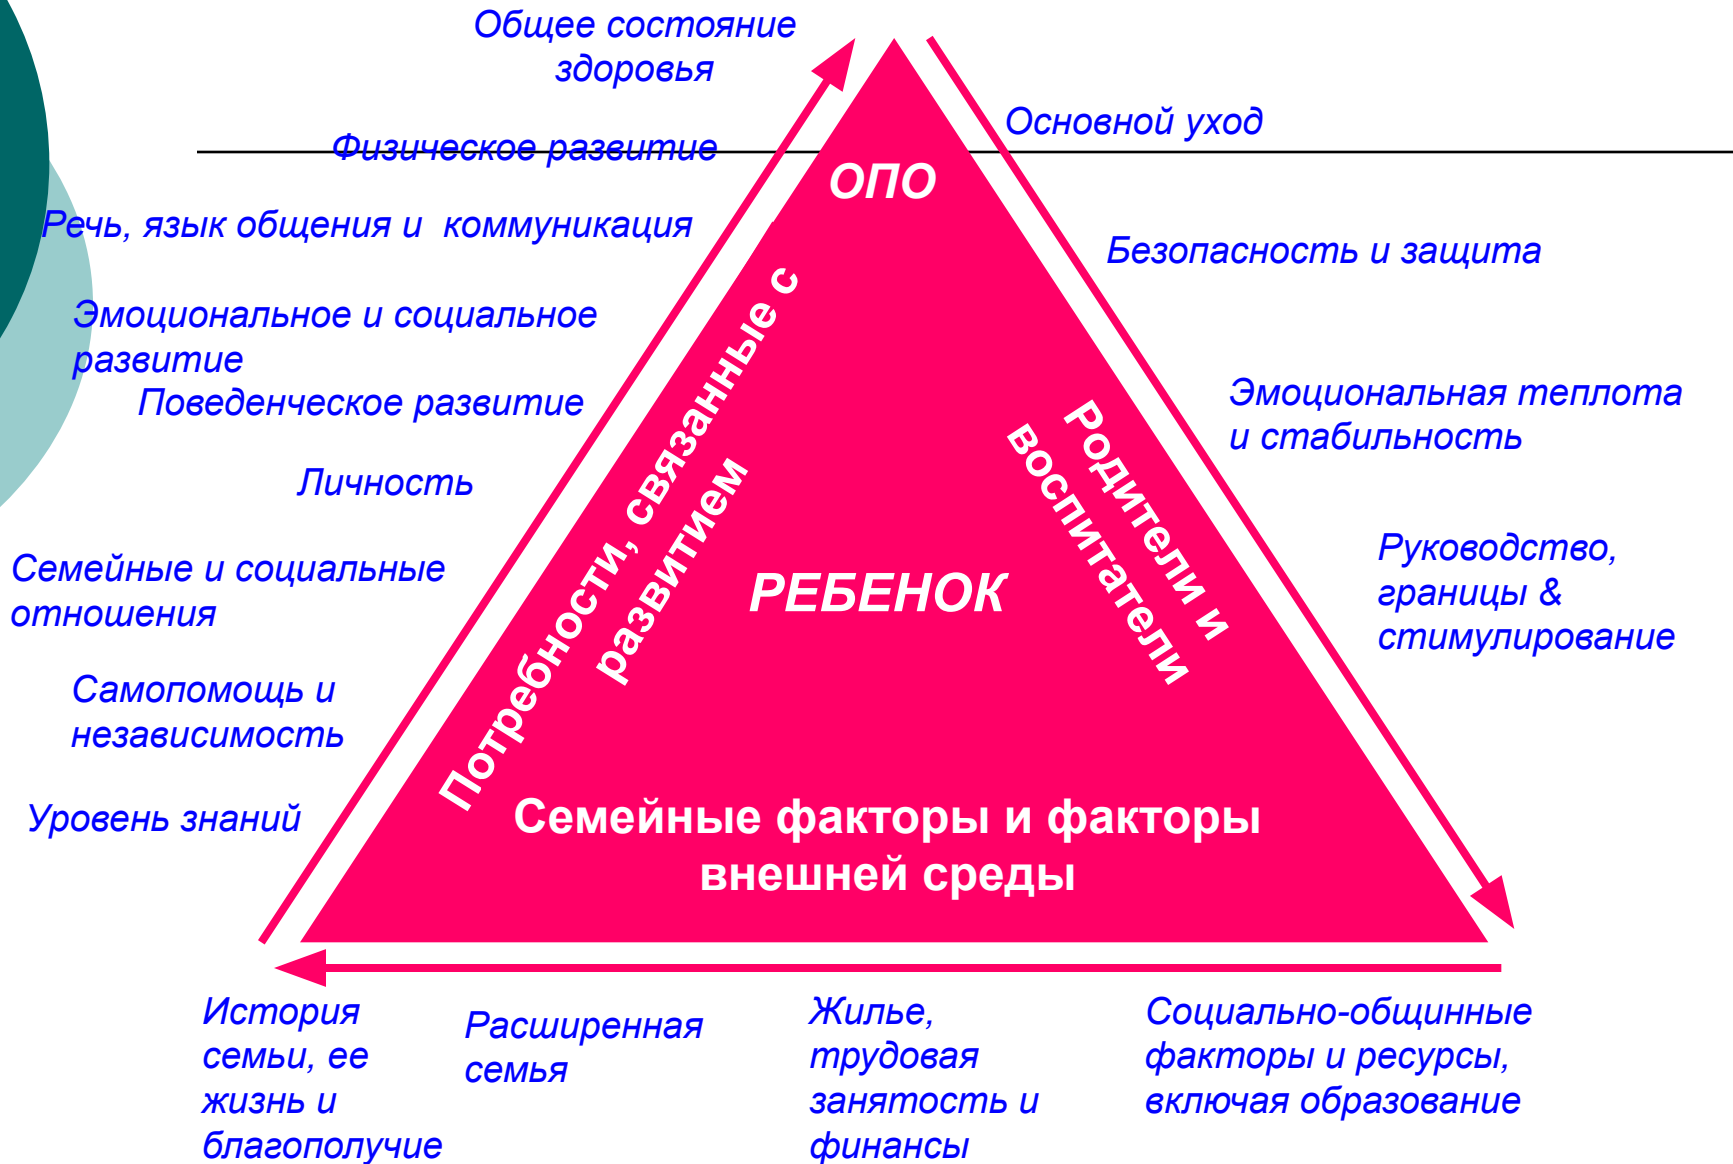 Общее состояние
здоровья
Физическое развитие
Речь, язык общения и коммуникация
Эмоциональное и социальное
развитие
Поведенческое развитие
Личность
Семейные и социальные
отношения
Самопомощь и
независимость
Уровень знаний
ОПО
Потребности, связанные с
развитием
РЕБЕНОК
Родители и
воспитатели
Семейные факторы и факторы
внешней среды
Основной уход
Безопасность и защита
Эмоциональная теплота
и стабильность
Руководство,
границы &
стимулирование
История
семьи, ее
жизнь и
благополучие
Расширенная
семья
Жилье,
трудовая
занятость и
финансы
Социально-общинные
факторы и ресурсы,
включая образование